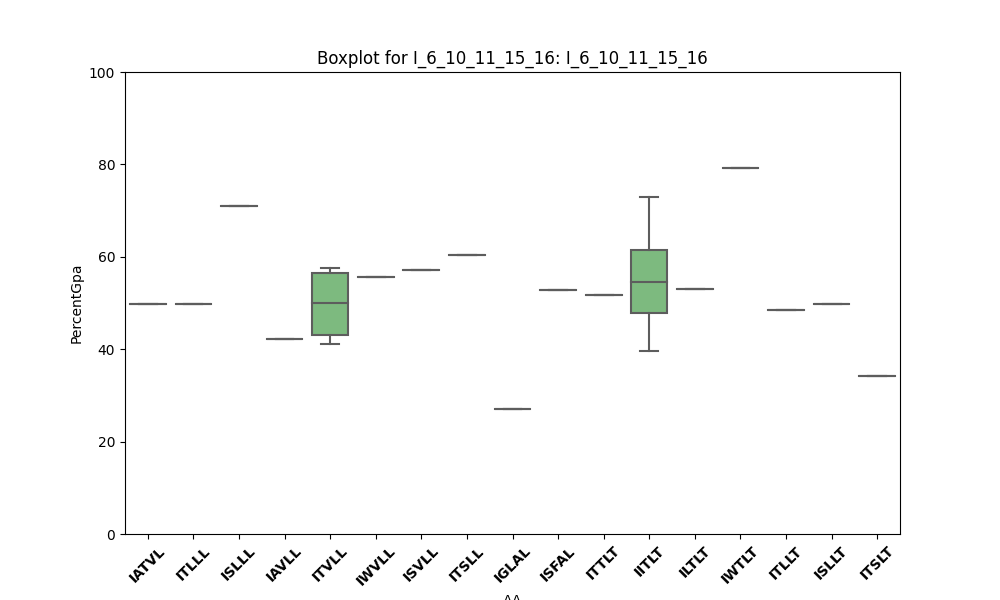 Boxplot for I_6_10_11_15_16: I_6_10_11_15_16
PercentGpa
100
80
60
40
20
0
IATVL
ITLLL
ISLLL
IAVLL
ITVLL
IWVLL
ISVLL
ITSLL
IGLAL
ISFAL
ITTLT
IITLT
ILTLT
IWTLT
ITLLT
ISLLT
ITSLT
AA